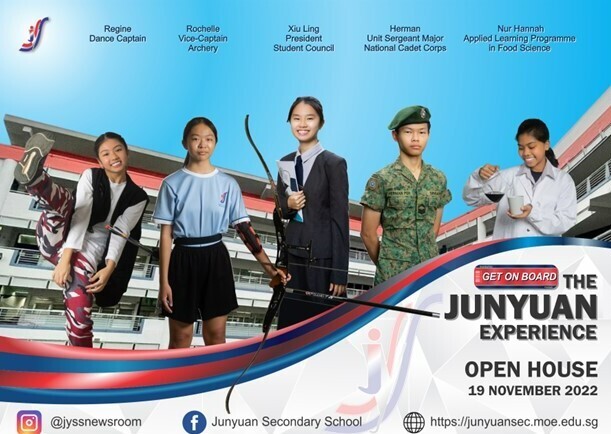 Regine
Dance Captain
Rochelle
Vice-Captain
Archery
Xiu Ling
President
Student Council
Herman
Unit Sergeant Major
National Cadet Corps
Nur Hannah
Applied Learning Programme
in Food Science
GET ON BOARD
THE
JUNYUAN
EXPERIENCE
OPEN HOUSE
19 NOVEMBER 2022
@jyssnewsroom
Junyuan Secondary School
https://junyuansec.moe.edu.sg